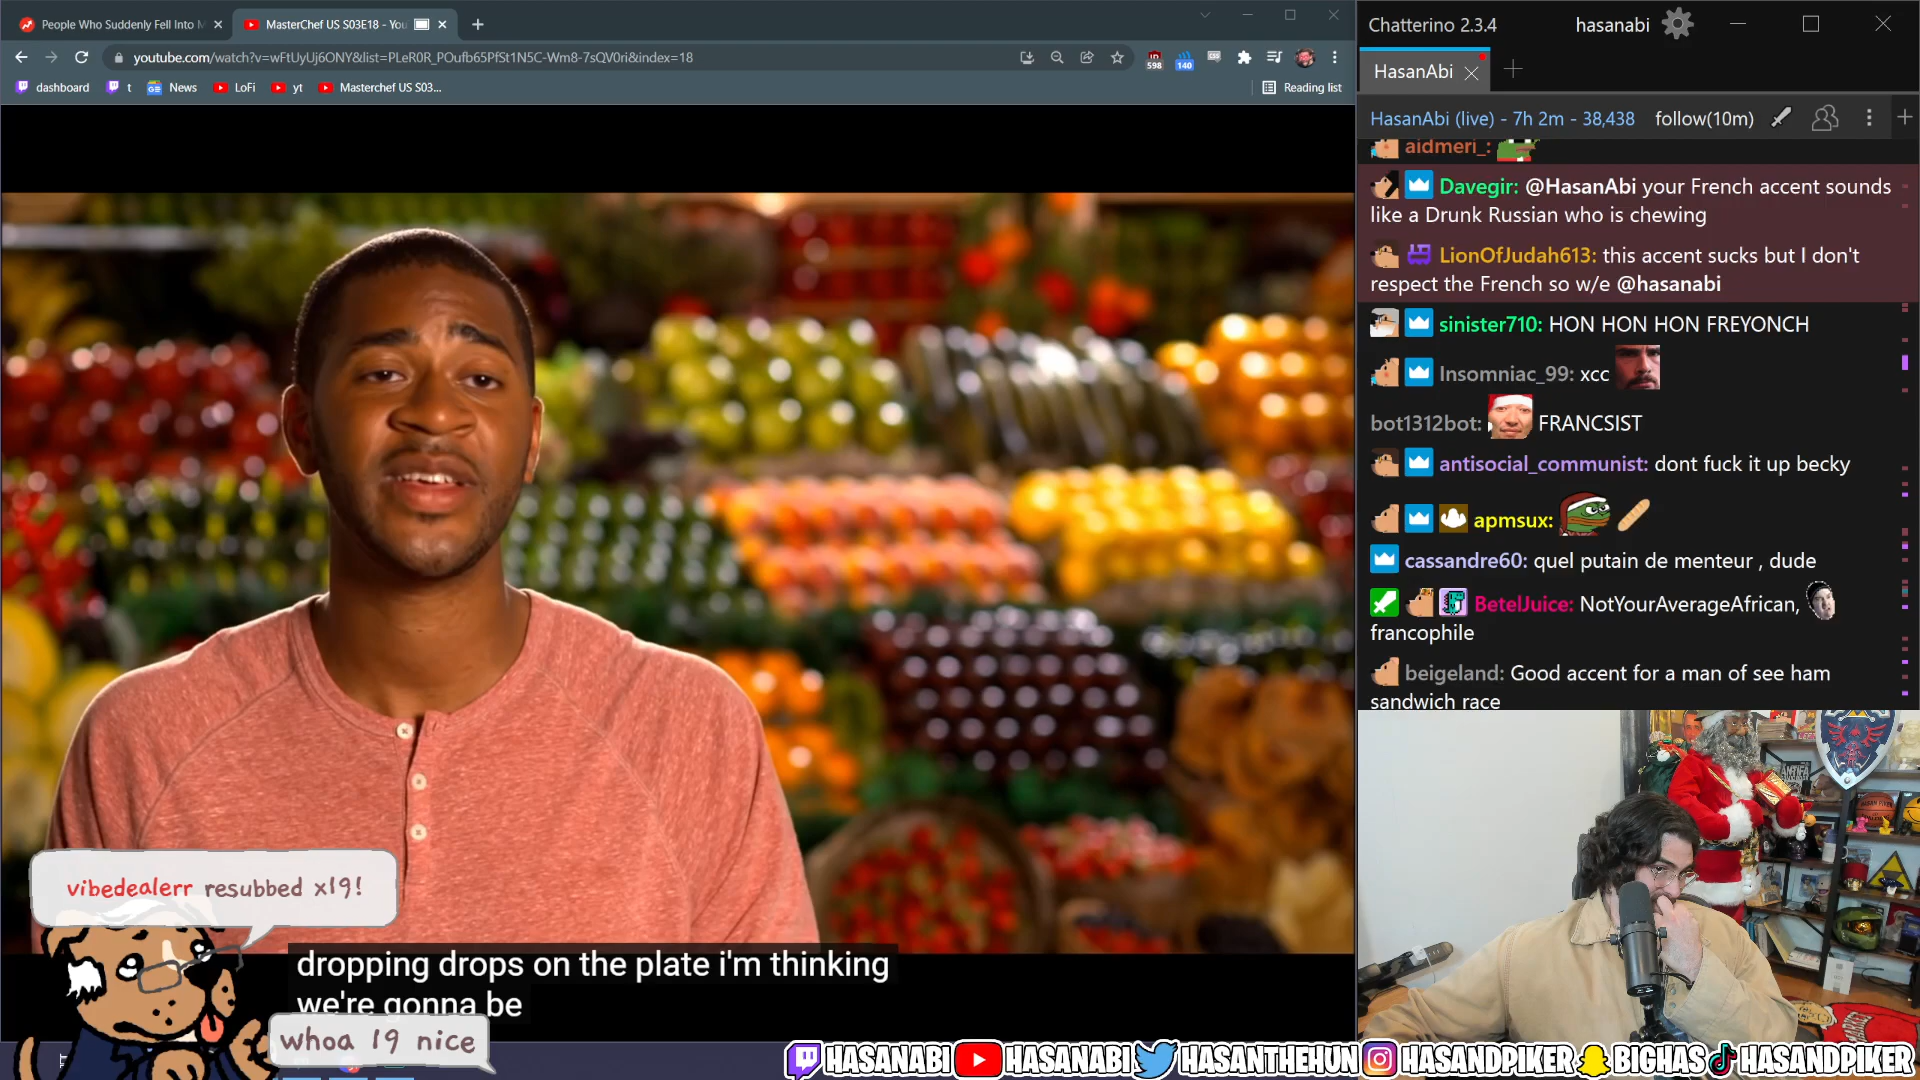 People Who Suddenly Fell Into M
MasterChef US S03E18 - You
youtube.com/watch?v=wFtUyUj6ONY&list=PLeR0R_POufb65PfSt1N5C-Wm8-7sQV0ri&index=18
598
140
dashboard
t
News
LoFi
yt
Masterchef US S03...
Reading list
Chatterino 2.3.4
hasanabi
HasanAbi
HasanAbi (live) - 7h 2m - 38,438
follow(10m)
aidmeri_:
Davegir: @HasanAbi your French accent sounds
like a Drunk Russian who is chewing
LionOfJudah613: this accent sucks but I don't
respect the French so w/e @hasanabi
sinister710: HON HON HON FREYONCH
Insomniac_99: xcc
bot1312bot: FRANCSIST
antisocial_communist: dont fuck it up becky
apmsux:
cassandre60: quel putain de menteur , dude
BetelJuice: NotYourAverageAfrican,
francophile
beigeland: Good accent for a man of see ham
sandwich race
vibedealerr resubbed x19!
dropping drops on the plate i'm thinking
we're gonna be
whoa 19 nice
HASANABI
HASANABI
HASANTHEHUN
HASANDPIKER
BIGHAS
HASANDPIKER